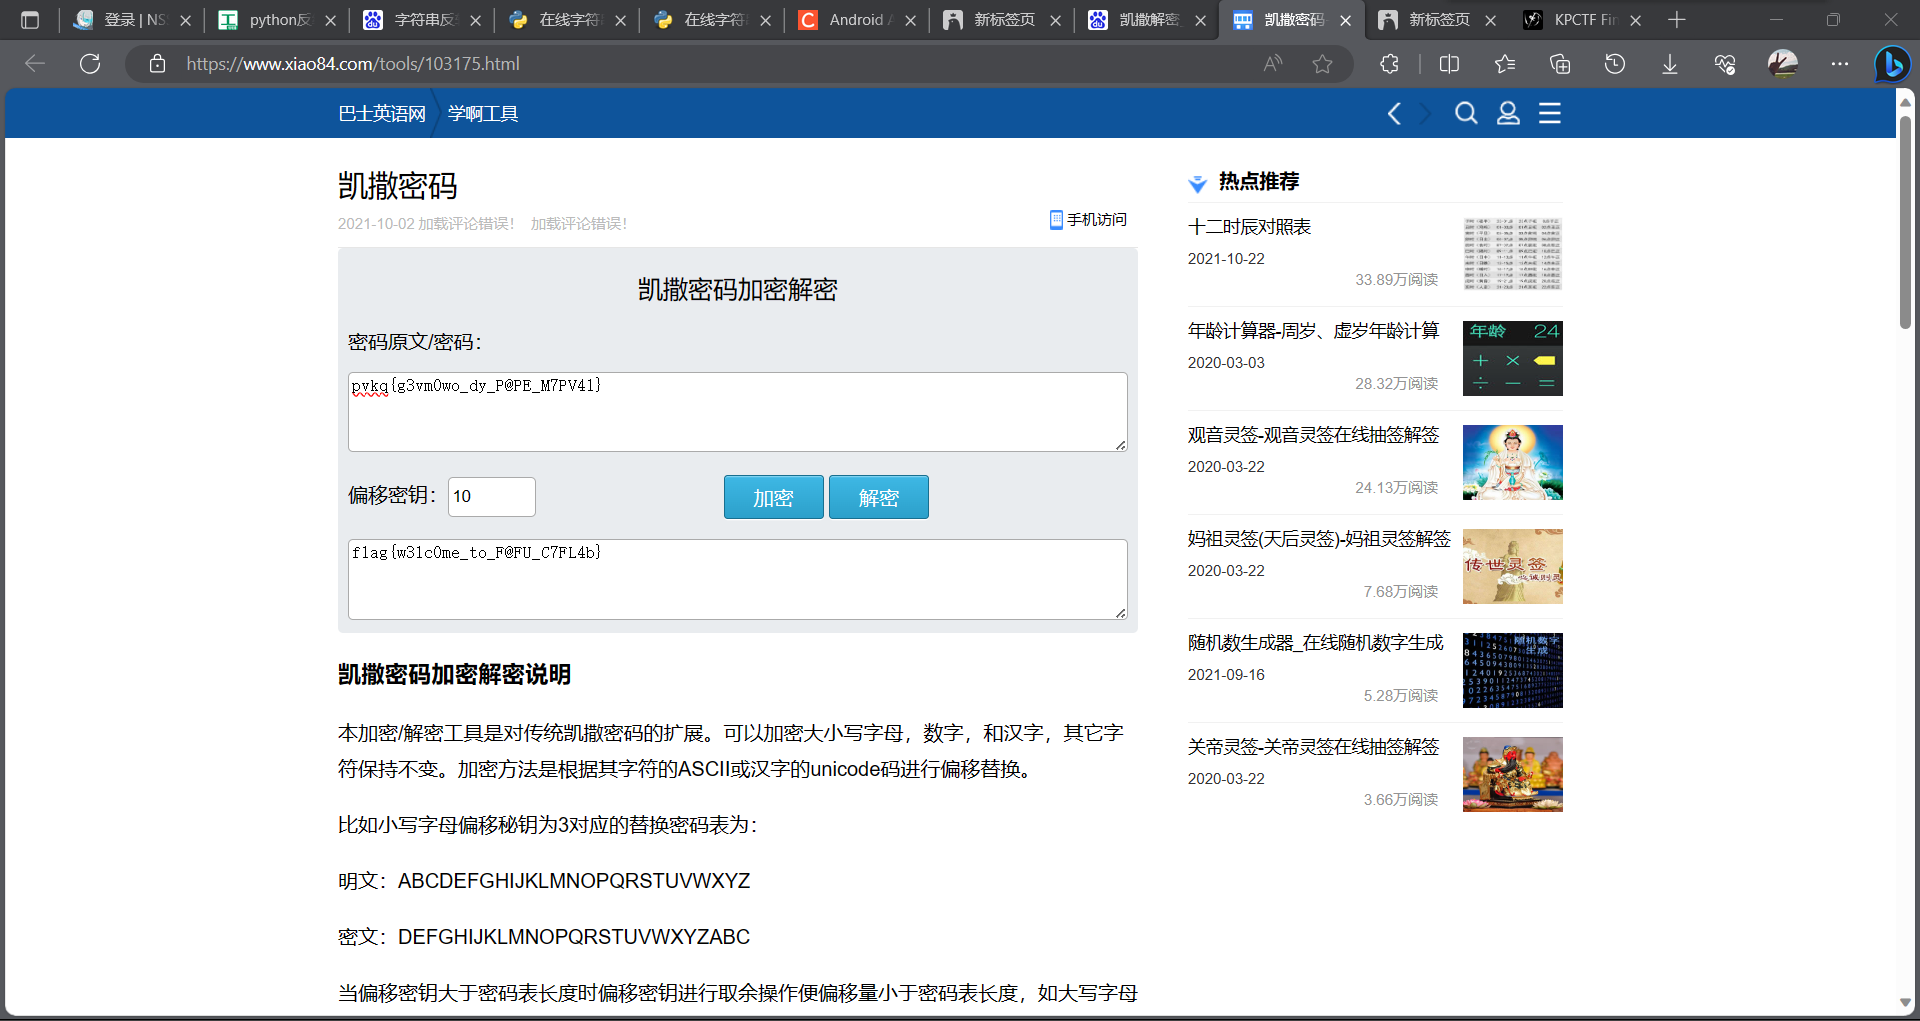 登录 | NS
python反
字符串反
在线字符
在线字符
Android A
新标签页
凯撒解密
凯撒密码
新标签页
KPCTF Fin
https://www.xiao84.com/tools/103175.html
巴士英语网 学啊工具
凯撒密码
2021-10-02 加载评论错误! 加载评论错误!
手机访问
凯撒密码加密解密
密码原文/密码:
pvkq{g3vm0wo_dy_P@PE_M7PV4l}
偏移密钥: 10
加密 解密
flag{w3lc0me_to_F@FU_C7FL4b}
凯撒密码加密解密说明
本加密/解密工具是对传统凯撒密码的扩展。可以加密大小写字母，数字，和汉字，其它字
符保持不变。加密方法是根据其字符的ASCII或汉字的unicode码进行偏移替换。
比如小写字母偏移秘钥为3对应的替换密码表为：
明文：ABCDEFGHIJKLMNOPQRSTUVWXYZ
密文：DEFGHIJKLMNOPQRSTUVWXYZABC
当偏移密钥大于密码表长度时偏移密钥进行取余操作便偏移量小于密码表长度，如大写字母
热点推荐
十二时辰对照表
2021-10-22
33.89万阅读
年龄计算器-周岁、虚岁年龄计算
2020-03-03
28.32万阅读
年龄 24
观音灵签-观音灵签在线抽签解签
2020-03-22
24.13万阅读
妈祖灵签(天后灵签)-妈祖灵签解签
2020-03-22
7.68万阅读
传世灵签
心诚则灵
随机数生成器_在线随机数字生成
2021-09-16
5.28万阅读
随机数字
生成
关帝灵签-关帝灵签在线抽签解签
2020-03-22
3.66万阅读